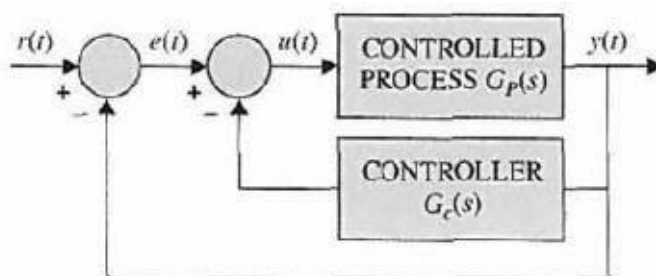 r(t) e(t) u(t) CONTROLLED y(t)
PROCESS G_P(s)
+ − + −
CONTROLLER
G_c(s)